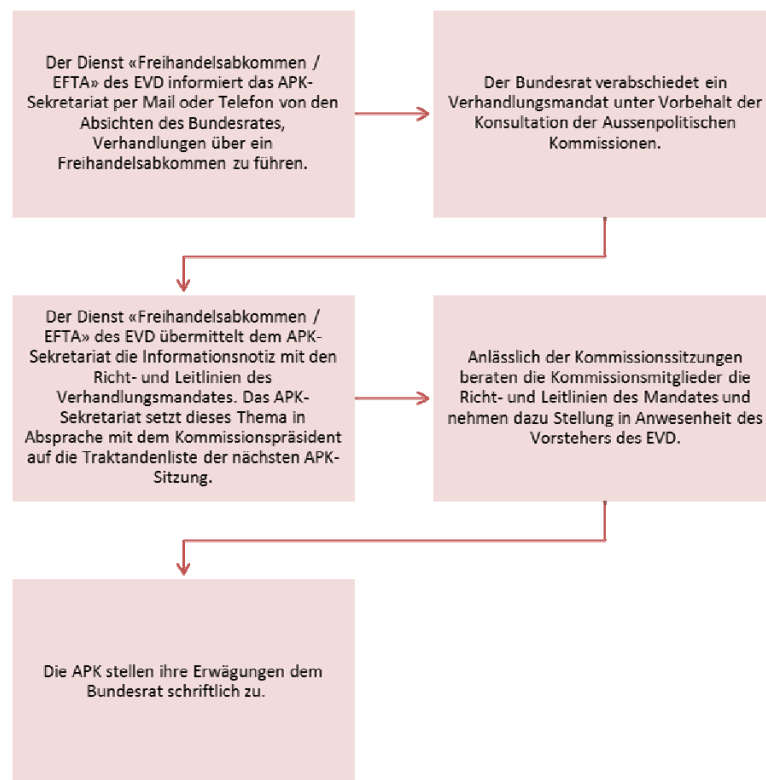 Der Dienst «Freihandelsabkommen /
EFTA» des EVD informiert das APK-
Sekretariat per Mail oder Telefon von den
Absichten des Bundesrates,
Verhandlungen über ein
Freihandelsabkommen zu führen.
Der Bundesrat verabschiedet ein
Verhandlungsmandat unter Vorbehalt der
Konsultation der Aussenpolitischen
Kommissionen.
Der Dienst «Freihandelsabkommen /
EFTA» des EVD übermittelt dem APK-
Sekretariat die Informationsnotiz mit den
Richt- und Leitlinien des
Verhandlungsmandates. Das APK-
Sekretariat setzt dieses Thema in
Absprache mit dem Kommissionspräsident
auf die Traktandenliste der nächsten APK-
Sitzung.
Anlässlich der Kommissionssitzungen
beraten die Kommissionsmitglieder die
Richt- und Leitlinien des Mandates und
nehmen dazu Stellung in Anwesenheit des
Vorstehers des EVD.
Die APK stellen ihre Erwägungen dem
Bundesrat schriftlich zu.